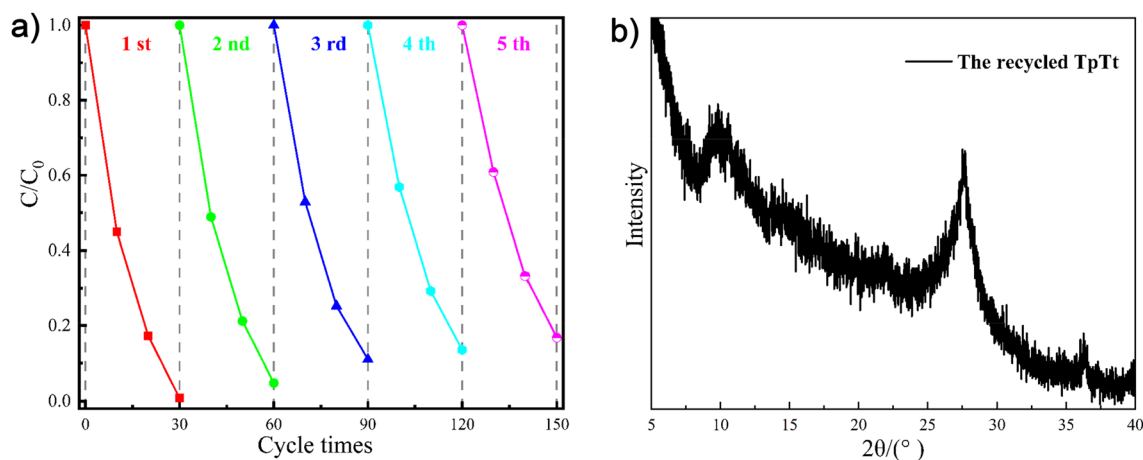 a)
1 st 2 nd 3 rd 4 th 5 th
1.0
0.8
0.6
0.4
0.2
0.0
C/C0
0 30 60 90 120 150
Cycle times
b)
The recycled TpTt
Intensity
5 10 15 20 25 30 35 40
2θ/(°)